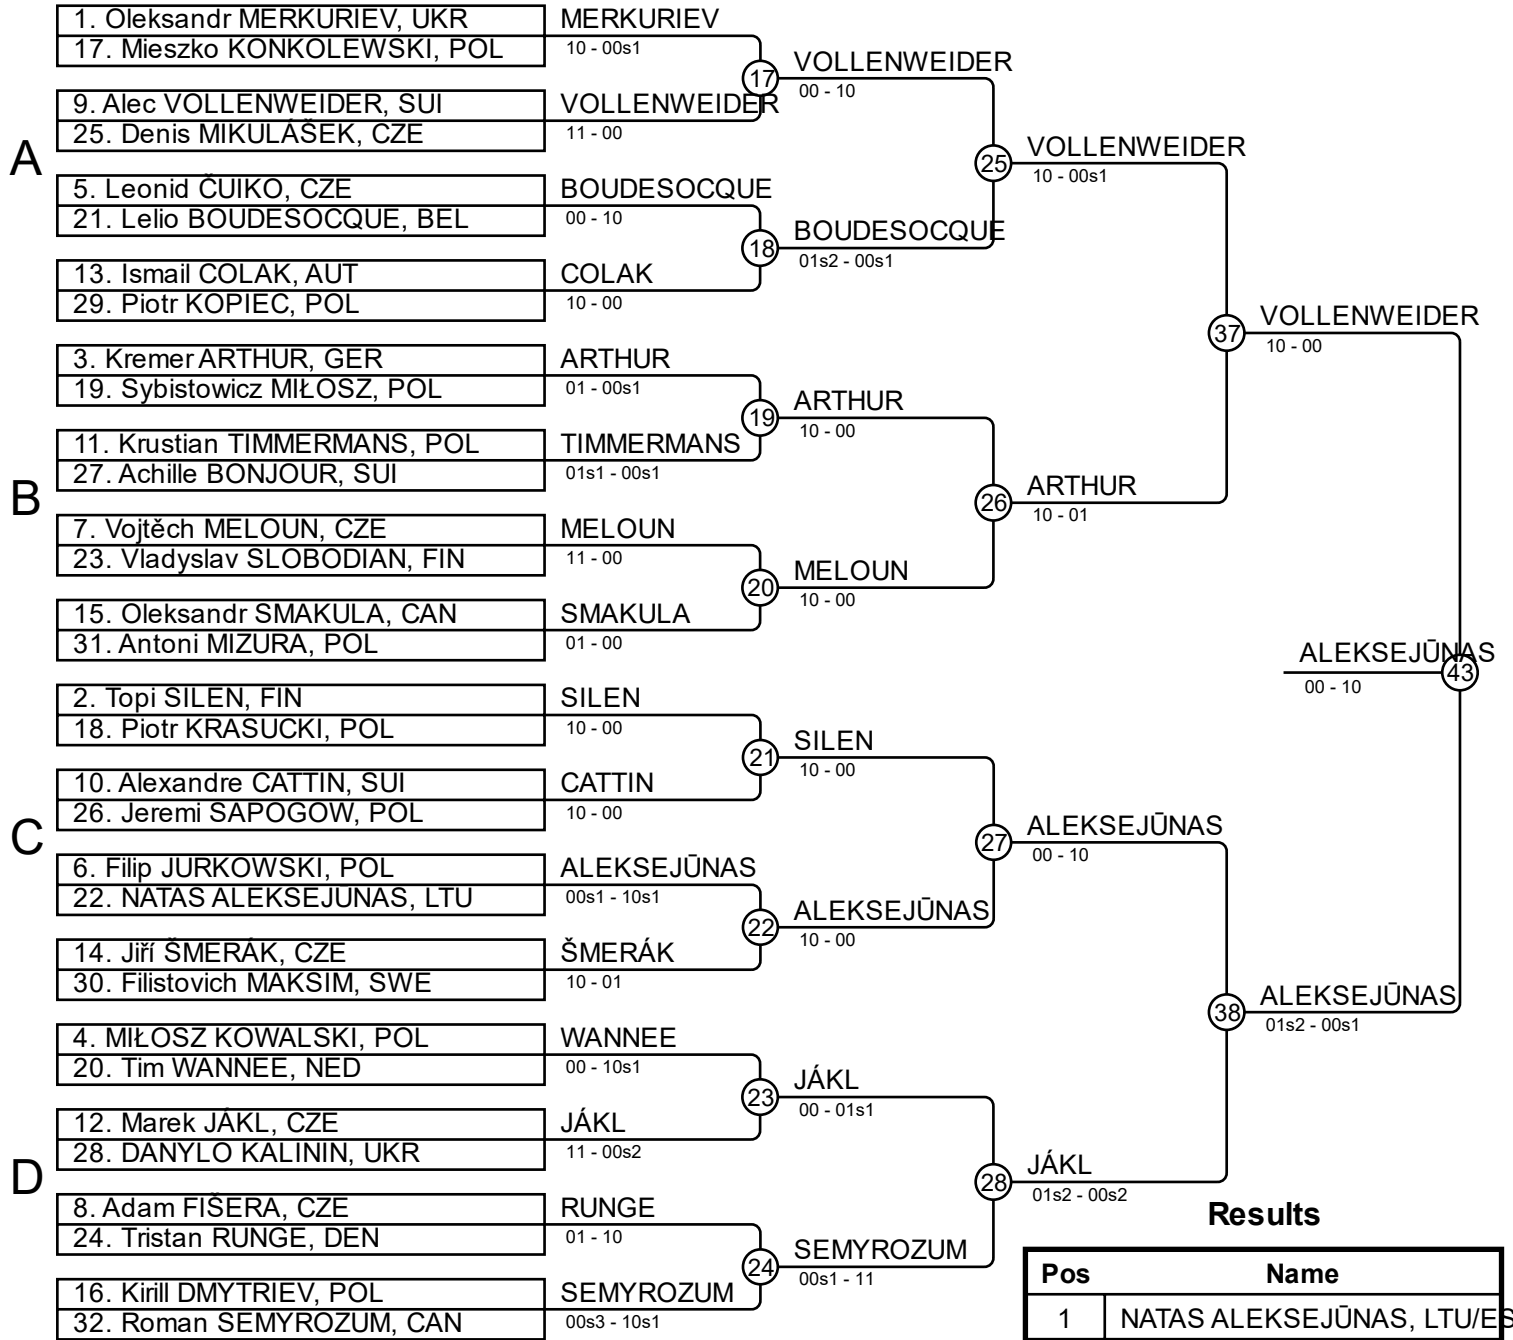 1. Oleksandr MERKURIEV, UKR
17. Mieszko KONKOLEWSKI, POL
MERKURIEV
10 - 00s1
17
VOLLENWEIDER
00 - 10
9. Alec VOLLENWEIDER, SUI
25. Denis MIKULÁŠEK, CZE
VOLLENWEIDER
11 - 00
A
25
VOLLENWEIDER
10 - 00s1
5. Leonid ČUIKO, CZE
21. Lelio BOUDESOCQUE, BEL
BOUDESOCQUE
00 - 10
18
BOUDESOCQUE
01s2 - 00s1
13. Ismail COLAK, AUT
29. Piotr KOPIEC, POL
COLAK
10 - 00
37
VOLLENWEIDER
10 - 00
3. Kremer ARTHUR, GER
19. Sybistowicz MIŁOSZ, POL
ARTHUR
01 - 00s1
19
ARTHUR
10 - 00
11. Krustian TIMMERMANS, POL
27. Achille BONJOUR, SUI
TIMMERMANS
01s1 - 00s1
B
26
ARTHUR
10 - 01
7. Vojtěch MELOUN, CZE
23. Vladyslav SLOBODIAN, FIN
MELOUN
11 - 00
20
MELOUN
10 - 00
15. Oleksandr SMAKULA, CAN
31. Antoni MIZURA, POL
SMAKULA
01 - 00
ALEKSEJŪNAS
43
00 - 10
2. Topi SILEN, FIN
18. Piotr KRASUCKI, POL
SILEN
10 - 00
21
SILEN
10 - 00
10. Alexandre CATTIN, SUI
26. Jeremi SAPOGOW, POL
CATTIN
10 - 00
C
27
ALEKSEJŪNAS
00 - 10
6. Filip JURKOWSKI, POL
22. NATAS ALEKSEJŪNAS, LTU
ALEKSEJŪNAS
00s1 - 10s1
22
ALEKSEJŪNAS
10 - 00
14. Jiří ŠMERÁK, CZE
30. Filistovich MAKSIM, SWE
ŠMERÁK
10 - 01
38
ALEKSEJŪNAS
01s2 - 00s1
4. MIŁOSZ KOWALSKI, POL
20. Tim WANNEE, NED
WANNEE
00 - 10s1
23
JÁKL
00 - 01s1
12. Marek JÁKL, CZE
28. DANYLO KALININ, UKR
JÁKL
11 - 00s2
D
28
JÁKL
01s2 - 00s2
8. Adam FIŠERA, CZE
24. Tristan RUNGE, DEN
RUNGE
01 - 10
24
SEMYROZUM
00s1 - 11
16. Kirill DMYTRIEV, POL
32. Roman SEMYROZUM, CAN
SEMYROZUM
00s3 - 10s1
Results
Pos Name
1 NATAS ALEKSEJŪNAS, LTU/ES